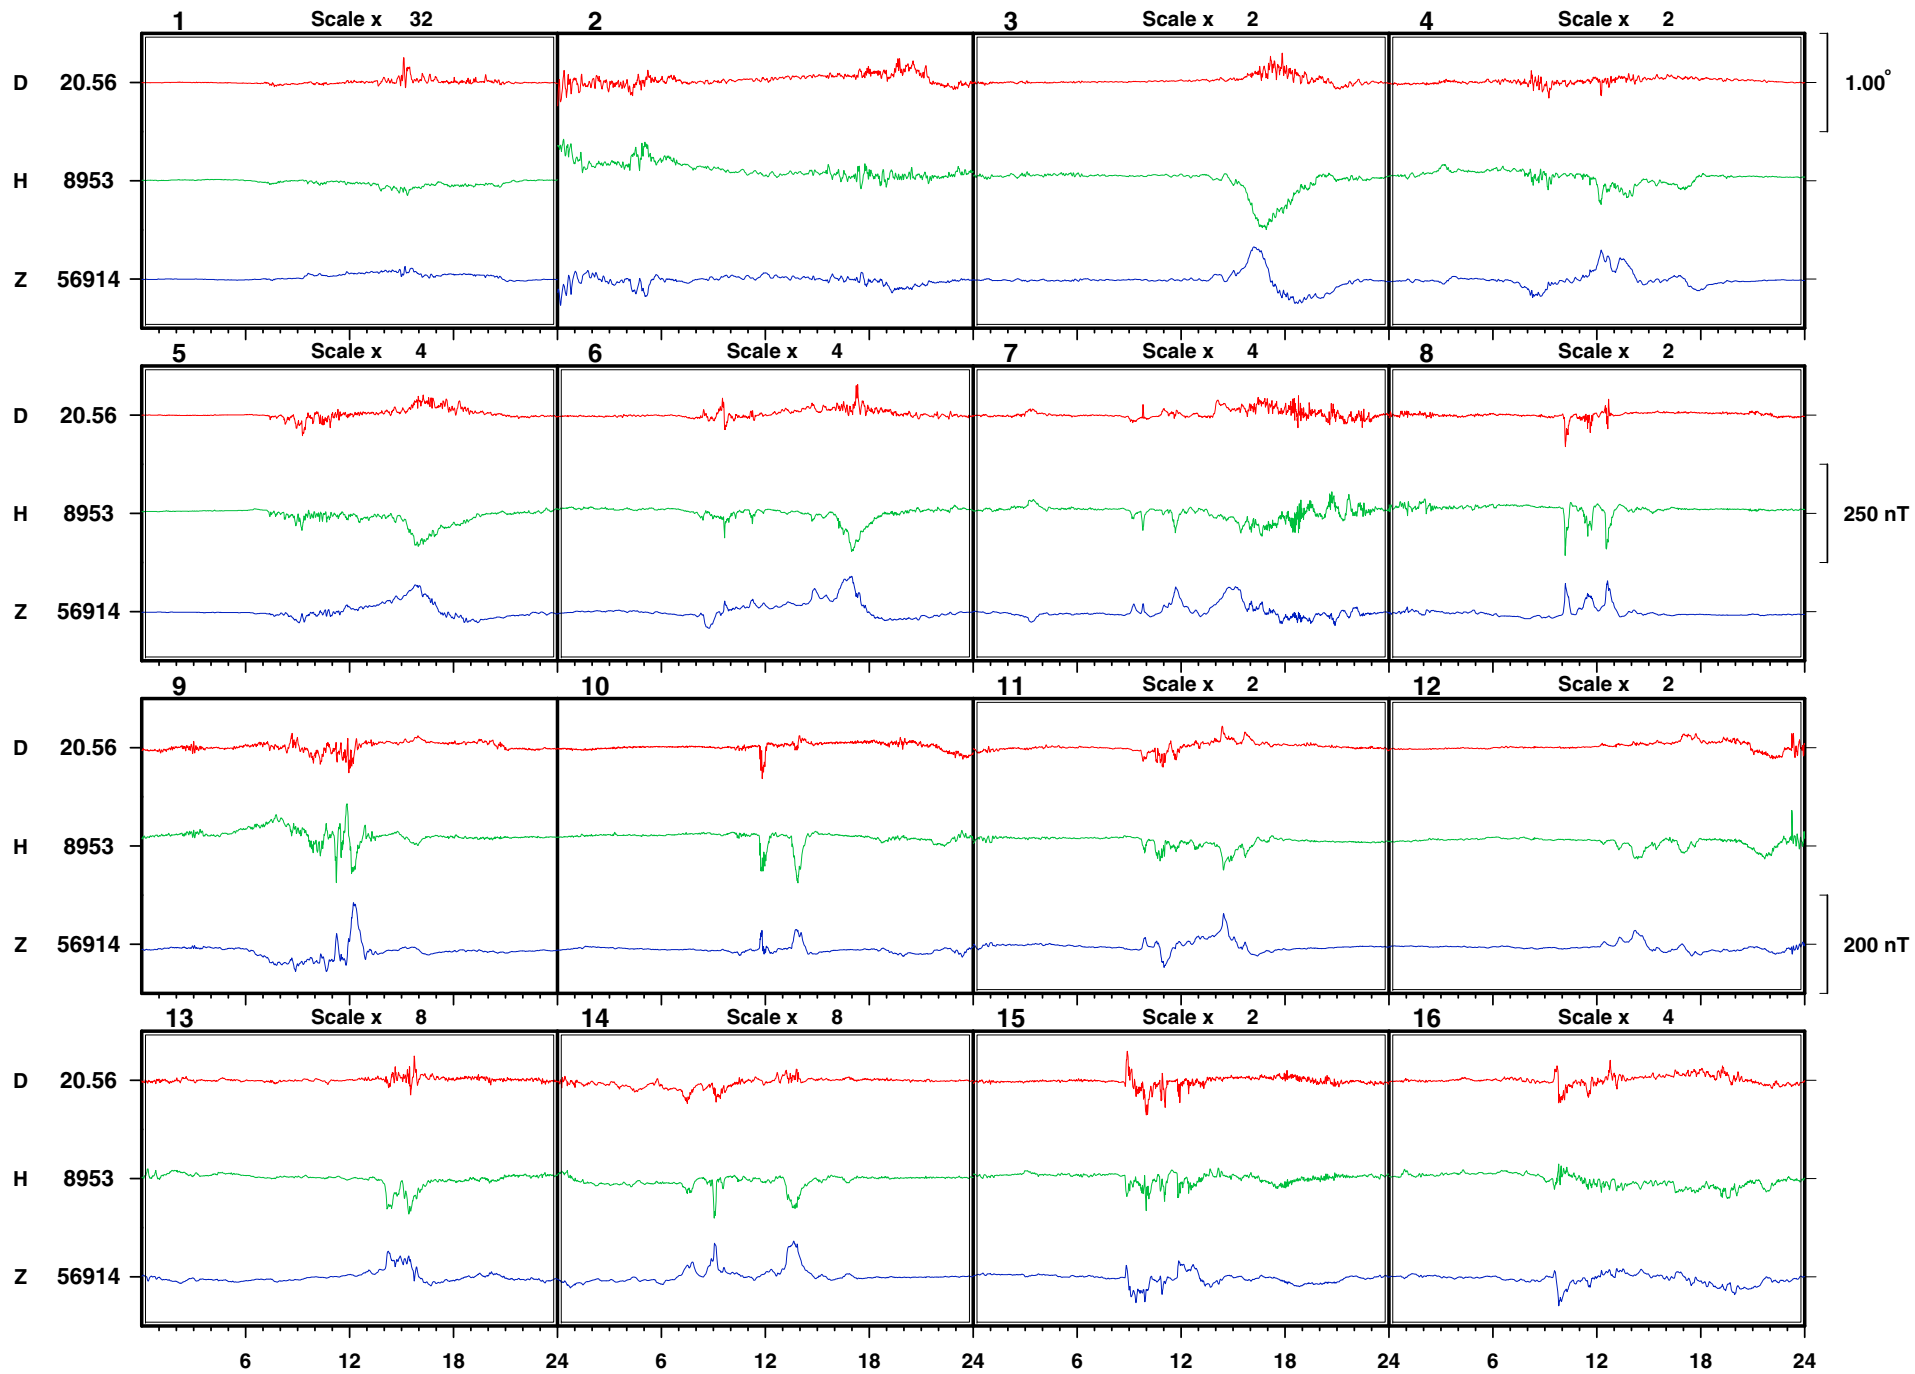 1 Scale x 32 2 3 Scale x 2 4 Scale x 2
D 20.56 1.00°
H 8953
Z 56914
5 Scale x 4 6 Scale x 4 7 Scale x 4 8 Scale x 2
D 20.56
H 8953 250 nT
Z 56914
9 10 11 Scale x 2 12 Scale x 2
D 20.56
H 8953
Z 56914 200 nT
13 Scale x 8 14 Scale x 8 15 Scale x 2 16 Scale x 4
D 20.56
H 8953
Z 56914
6 12 18 24 6 12 18 24 6 12 18 24 6 12 18 24